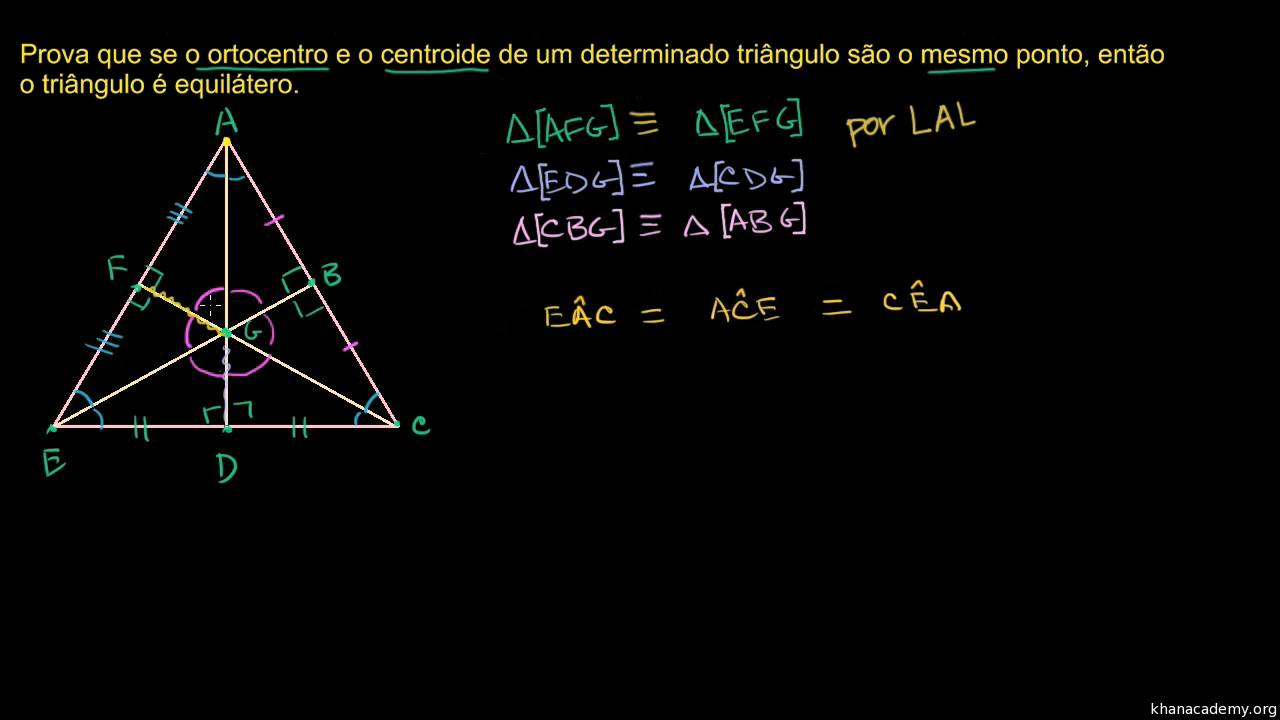 Prova que se o ortocentro e o centroide de um determinado triângulo são o mesmo ponto, então
o triângulo é equilátero.
A
Δ[AFG] ≡ Δ[EFG] por LAL
Δ[EDG] ≡ Δ[CDG]
Δ[CBG] ≡ Δ[ABG]
F
B
EÂC = AĈE = CÊA
G
E
D
C
khanacademy.org